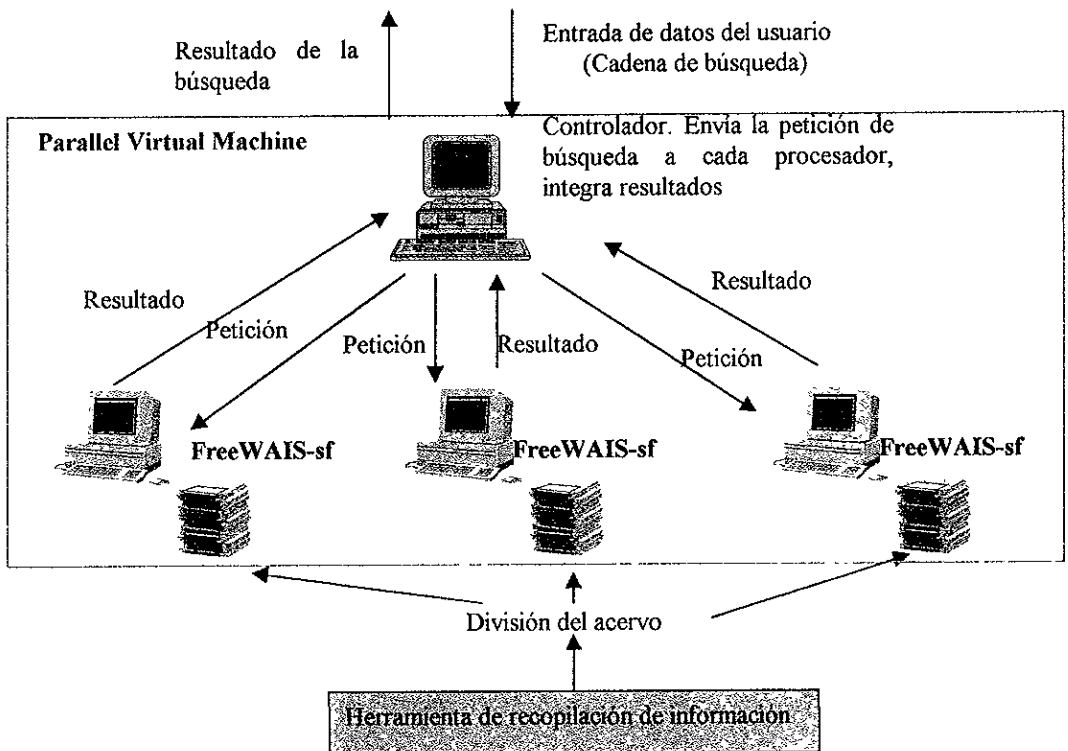 Resultado de la
búsqueda
Entrada de datos del usuario
(Cadena de búsqueda)
Parallel Virtual Machine
Controlador. Envía la petición de
búsqueda a cada procesador,
integra resultados
Resultado
Petición
Petición
Resultado
Petición
Resultado
FreeWAIS-sf
FreeWAIS-sf
FreeWAIS-sf
División del acervo
Herramienta de recopilación de información